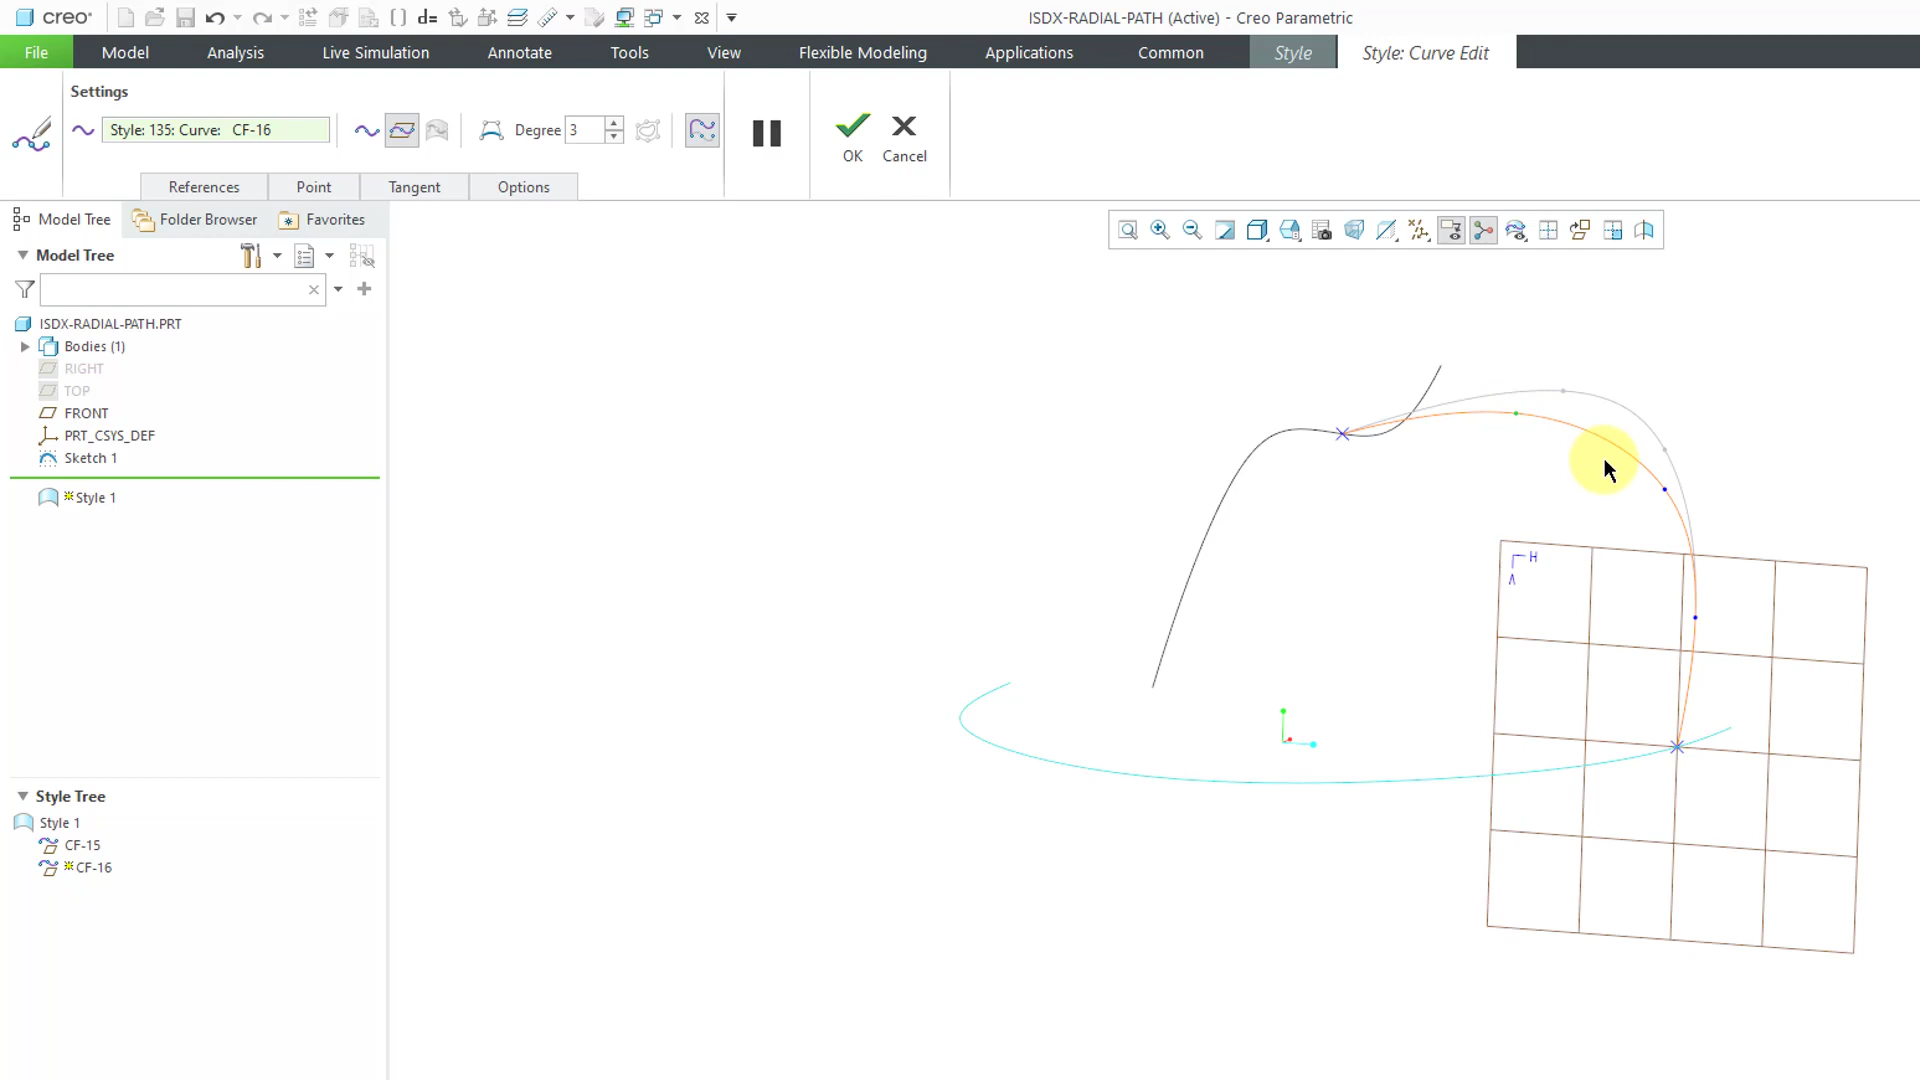 creo
d=
ISDX-RADIAL-PATH (Active) - Creo Parametric
File Model Analysis Live Simulation Annotate Tools View Flexible Modeling Applications Common Style Style: Curve Edit
Settings
Style: 135: Curve: CF-16
Degree 3
OK Cancel
References Point Tangent Options
Model Tree Folder Browser Favorites
Model Tree
ISDX-RADIAL-PATH.PRT
Bodies (1)
RIGHT
TOP
FRONT
PRT_CSYS_DEF
Sketch 1
Style 1
H
Style Tree
Style 1
CF-15
CF-16